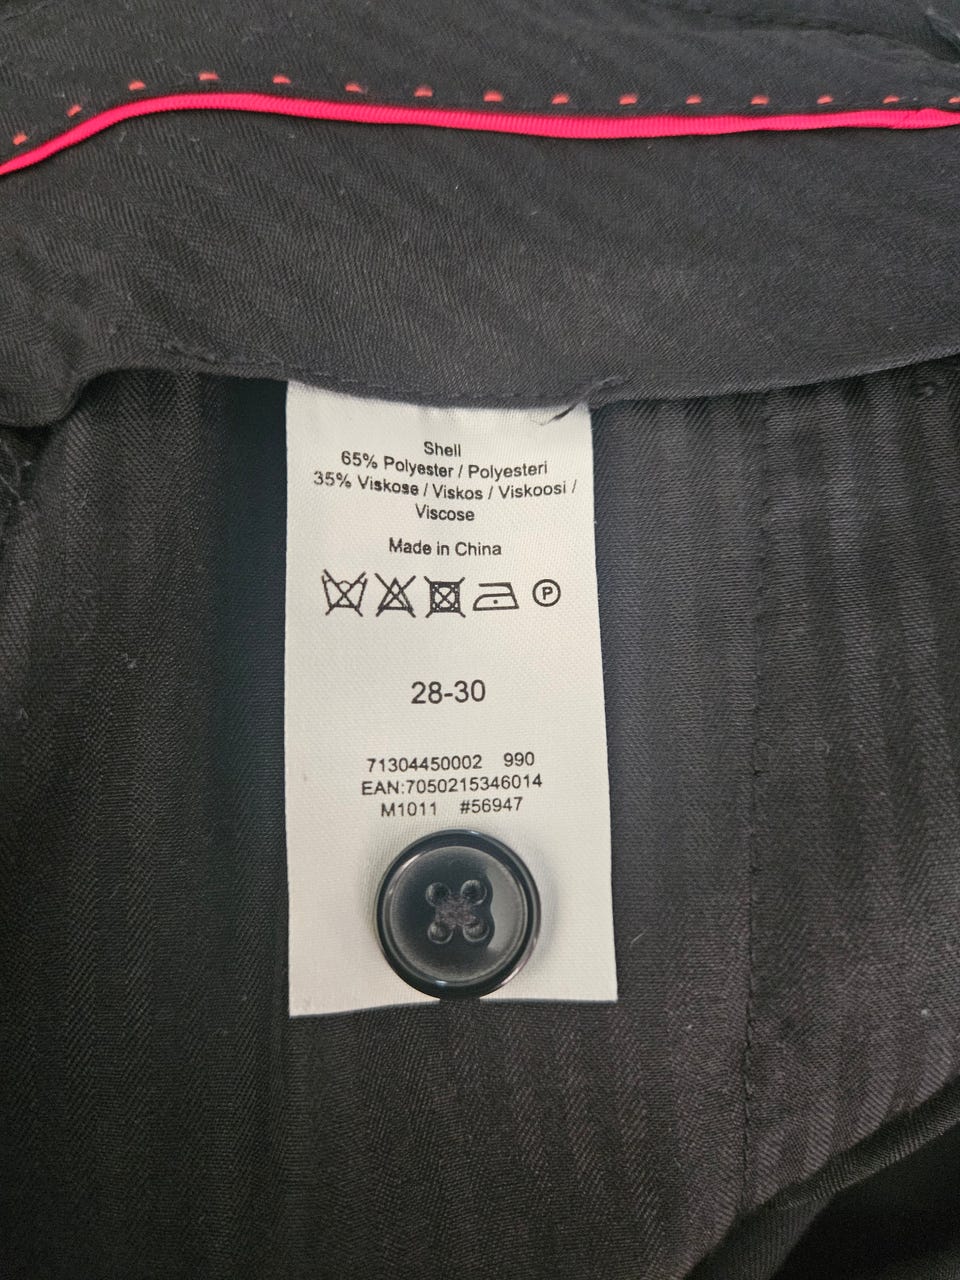 Shell
65% Polyester / Polyesteri
35% Viskose / Viskos / Viskoosi /
Viscose
Made in China
P
28-30
71304450002 990
EAN:7050215346014
M1011 #56947